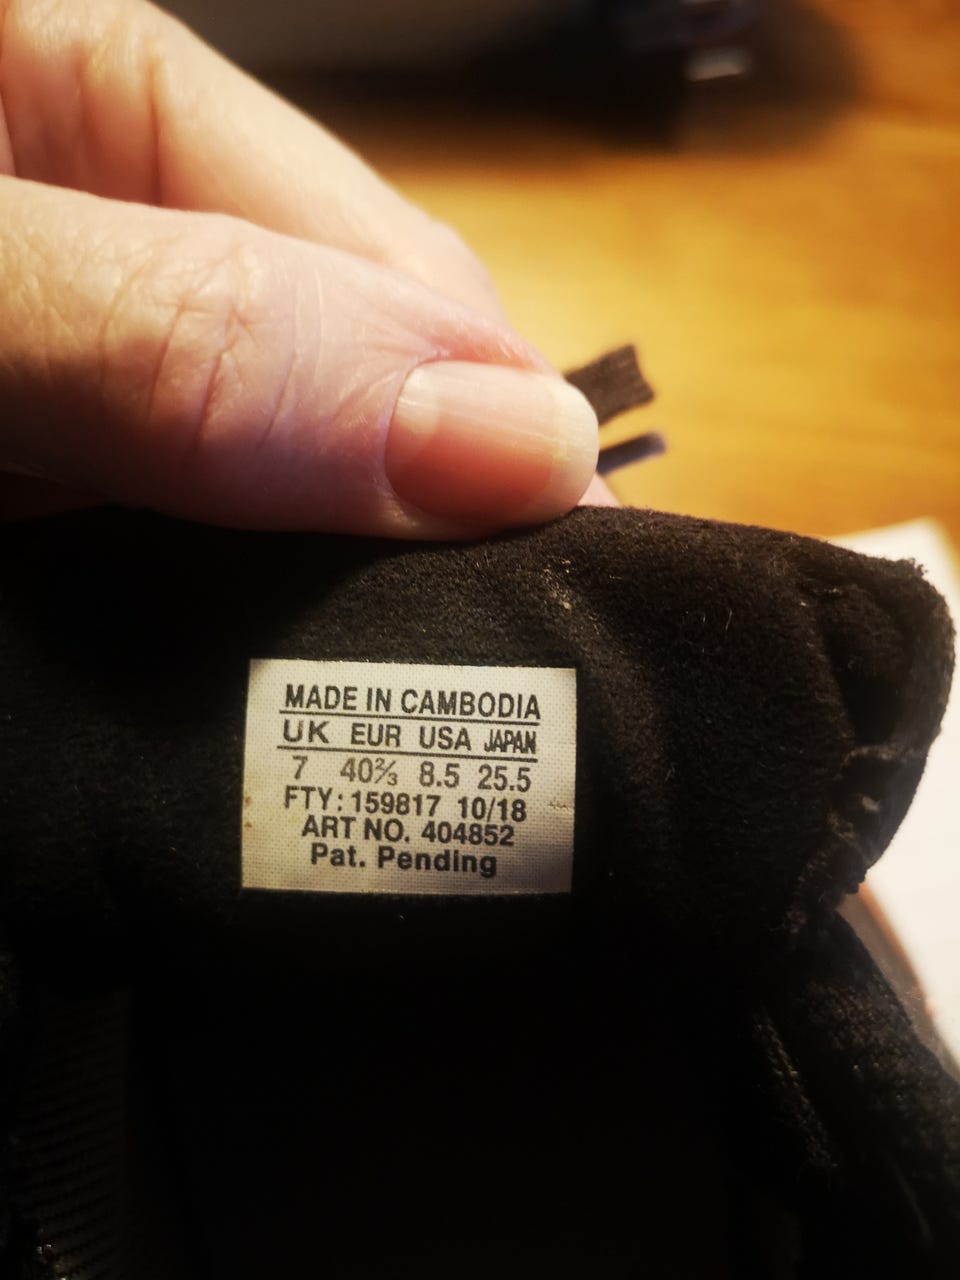 MADE IN CAMBODIA
UK EUR USA JAPAN
7 40⅔ 8.5 25.5
FTY: 159817 10/18
ART NO. 404852
Pat. Pending